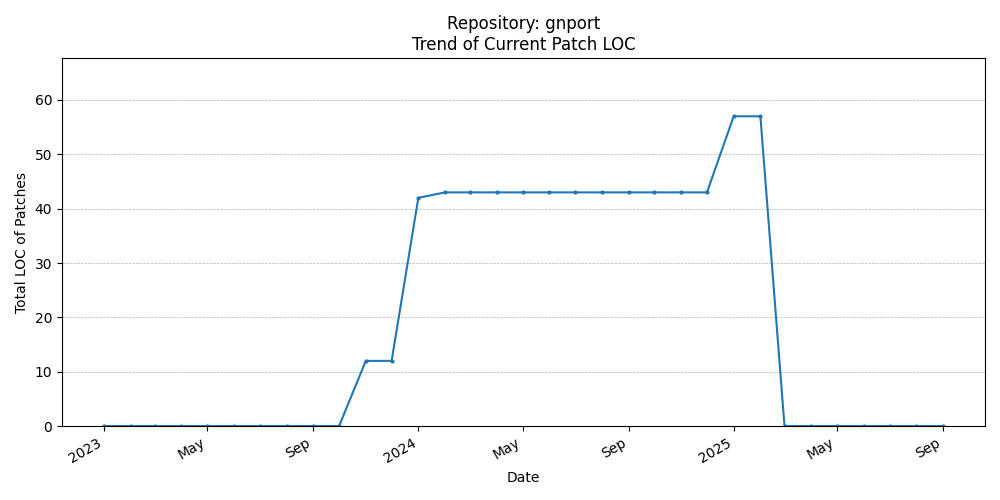 Repository: gnport
Trend of Current Patch LOC
Total LOC of Patches
60
50
40
30
20
10
0
2023
May
Sep
2024
May
Sep
2025
May
Sep
Date